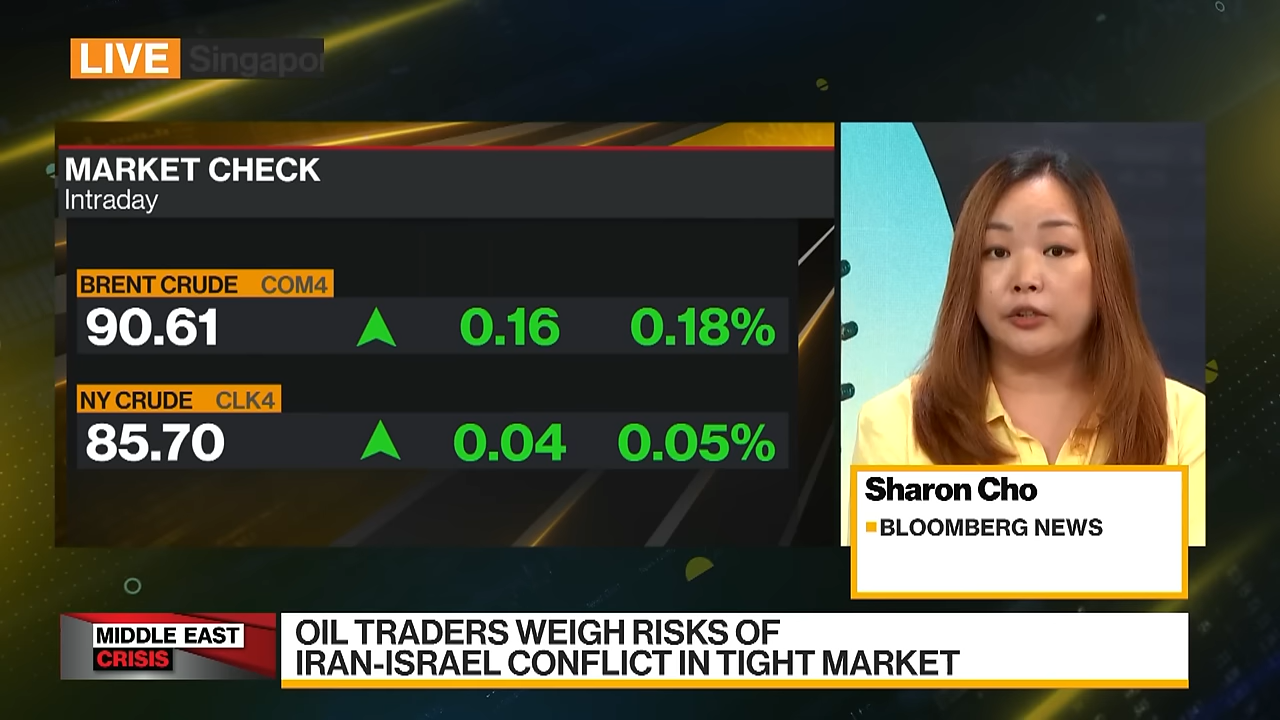 LIVE Singapor
MARKET CHECK
Intraday
BRENT CRUDE COM4
90.61 0.16 0.18%
NY CRUDE CLK4
85.70 0.04 0.05%
Sharon Cho
BLOOMBERG NEWS
MIDDLE EAST
CRISIS
OIL TRADERS WEIGH RISKS OF
IRAN-ISRAEL CONFLICT IN TIGHT MARKET